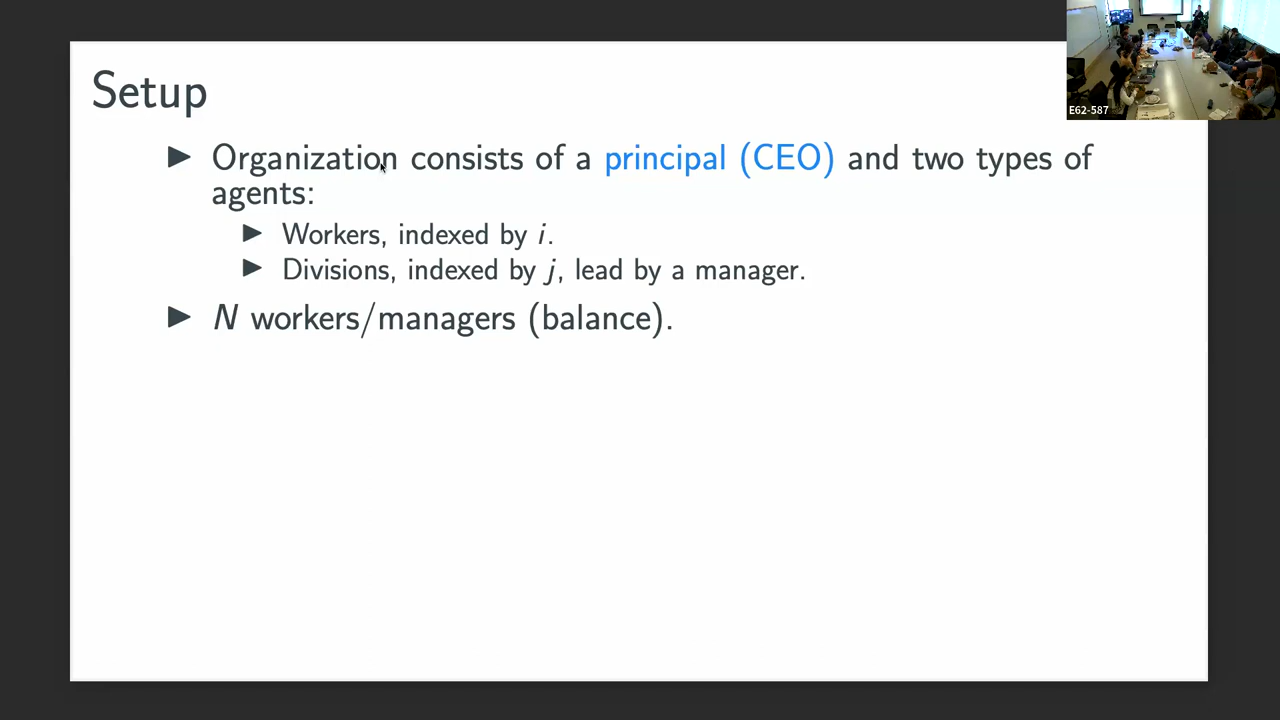 Setup
▶ Organization consists of a principal (CEO) and two types of
agents:
▶ Workers, indexed by i.
▶ Divisions, indexed by j, lead by a manager.
▶ N workers/managers (balance).
E62-587